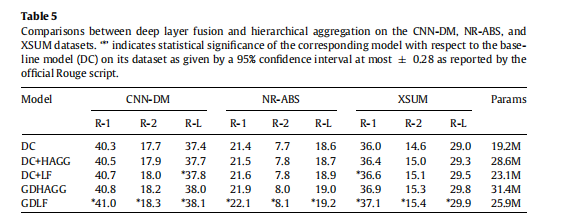 Table 5
Comparisons between deep layer fusion and hierarchical aggregation on the CNN-DM, NR-ABS, and
XSUM datasets. "*" indicates statistical significance of the corresponding model with respect to the base-
line model (DC) on its dataset as given by a 95% confidence interval at most ± 0.28 as reported by the
official Rouge script.
Model CNN-DM NR-ABS XSUM Params
R-1 R-2 R-L R-1 R-2 R-L R-1 R-2 R-L
DC 40.3 17.7 37.4 21.4 7.7 18.6 36.0 14.6 29.0 19.2M
DC+HAGG 40.5 17.9 37.7 21.5 7.8 18.7 36.4 15.0 29.3 28.6M
DC+LF 40.7 18.0 *37.8 21.6 7.8 18.9 *36.6 15.1 29.5 23.1M
GDHAGG 40.8 18.2 38.0 21.9 8.0 19.0 36.9 15.3 29.8 31.4M
GDLF *41.0 *18.3 *38.1 *22.1 *8.1 *19.2 *37.1 *15.4 *29.9 25.9M